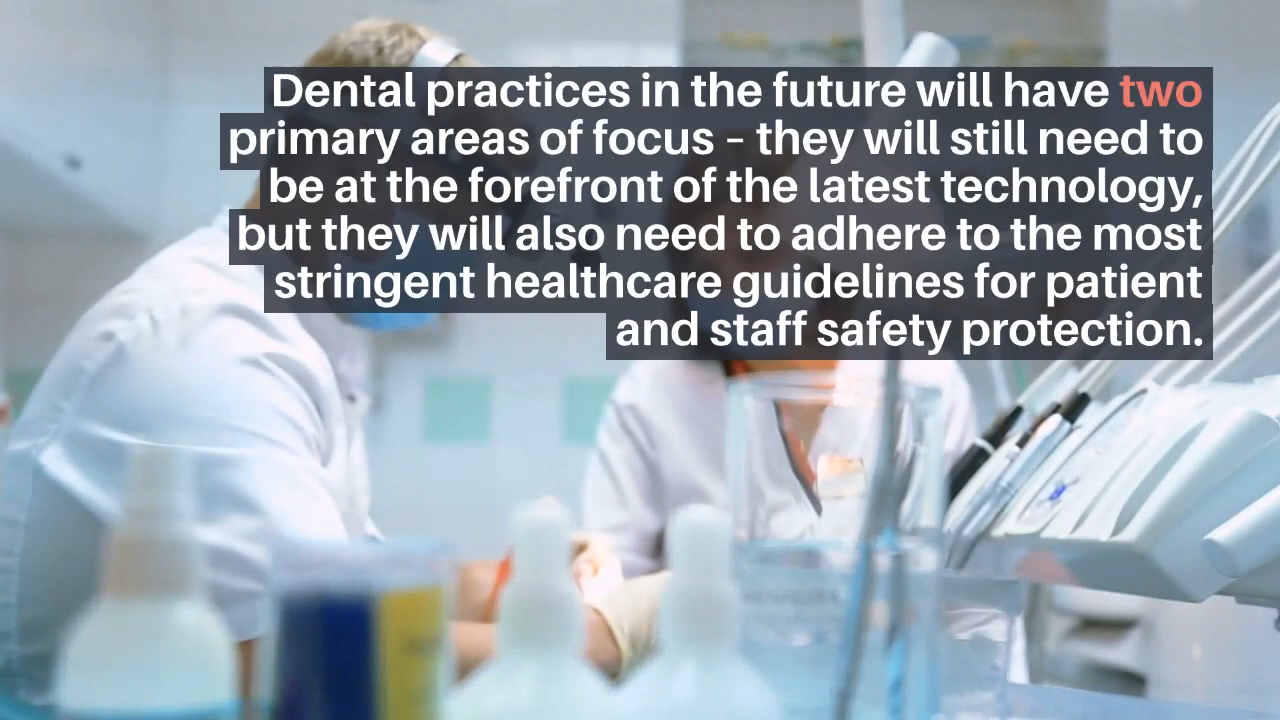 Dental practices in the future will have two
primary areas of focus – they will still need to
be at the forefront of the latest technology,
but they will also need to adhere to the most
stringent healthcare guidelines for patient
and staff safety protection.